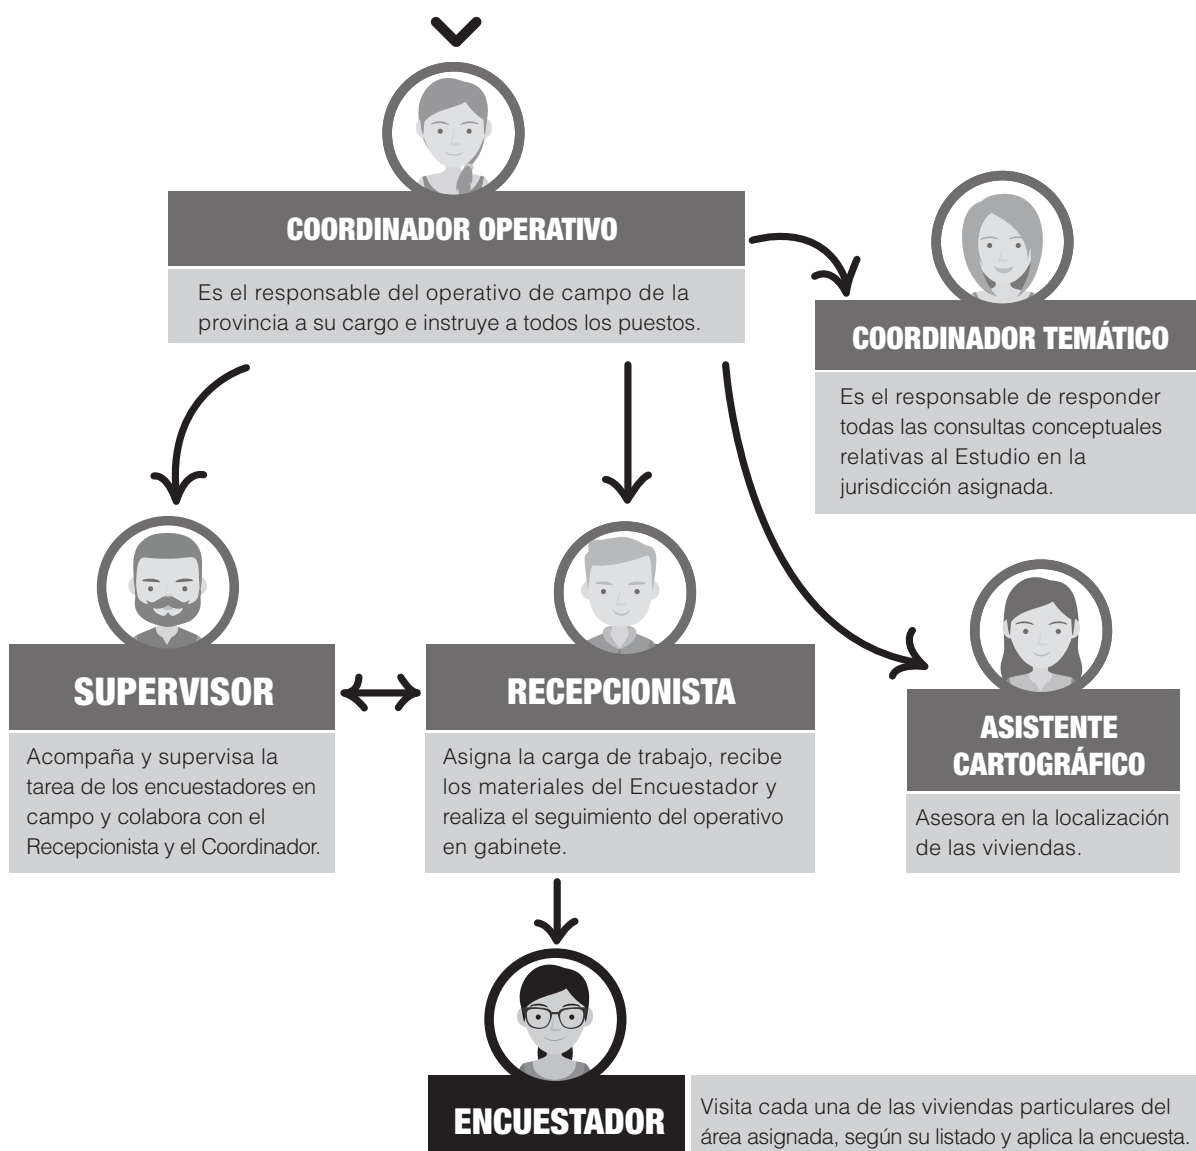 COORDINADOR OPERATIVO
Es el responsable del operativo de campo de la
provincia a su cargo e instruye a todos los puestos.
COORDINADOR TEMÁTICO
Es el responsable de responder
todas las consultas conceptuales
relativas al Estudio en la
jurisdicción asignada.
SUPERVISOR
Acompaña y supervisa la
tarea de los encuestadores en
campo y colabora con el
Recepcionista y el Coordinador.
RECEPCIONISTA
Asigna la carga de trabajo, recibe
los materiales del Encuestador y
realiza el seguimiento del operativo
en gabinete.
ASISTENTE
CARTOGRÁFICO
Asesora en la localización
de las viviendas.
ENCUESTADOR
Visita cada una de las viviendas particulares del
área asignada, según su listado y aplica la encuesta.